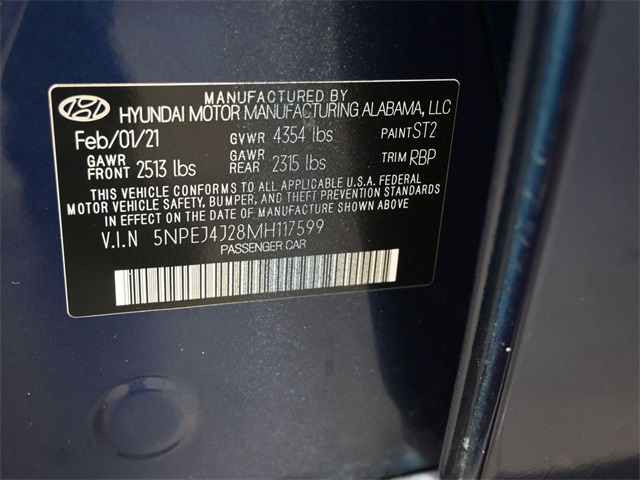 MANUFACTURED BY
HYUNDAI MOTOR MANUFACTURING ALABAMA, LLC
Feb/01/21 GVWR 4354 lbs PAINT ST2
GAWR FRONT 2513 lbs GAWR REAR 2315 lbs TRIM RBP
THIS VEHICLE CONFORMS TO ALL APPLICABLE U.S.A. FEDERAL
MOTOR VEHICLE SAFETY, BUMPER, AND THEFT PREVENTION STANDARDS
IN EFFECT ON THE DATE OF MANUFACTURE SHOWN ABOVE
V.I.N 5NPEJ4J28MH117599
PASSENGER CAR